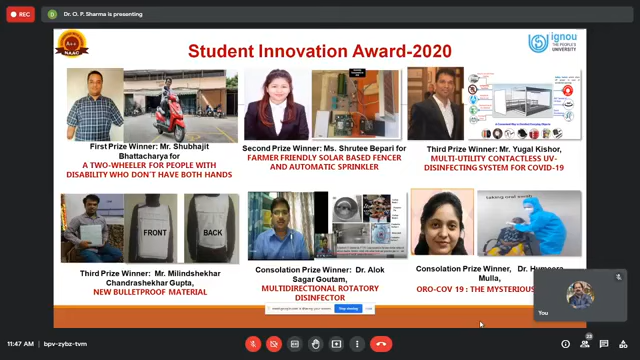 REC
D
Dr. O. P. Sharma is presenting
A++
NAAC
Student Innovation Award-2020
ignou
THE PEOPLE'S
UNIVERSITY
First Prize Winner: Mr. Shubhajit
Bhattacharya for
A TWO-WHEELER FOR PEOPLE WITH
DISABILITY WHO DON'T HAVE BOTH HANDS
Second Prize Winner: Ms. Shrutee Bepari for
FARMER FRIENDLY SOLAR BASED FENCER
AND AUTOMATIC SPRINKLER
Third Prize Winner: Mr. Yugal Kishor,
MULTI-UTILITY CONTACTLESS UV-
DISINFECTING SYSTEM FOR COVID-19
FRONT
BACK
taking oral swab
Third Prize Winner: Mr. Milindshekhar
Chandrashekhar Gupta,
NEW BULLETPROOF MATERIAL
Consolation Prize Winner: Dr. Alok
Sagar Goutam,
MULTIDIRECTIONAL ROTATORY
DISINFECTOR
Consolation Prize Winner, Dr. Humeera
Mulla,
ORO-COV 19 : THE MYSTERIOUS
Stop sharing
You
11:47 AM
bpv-zybz-tvm